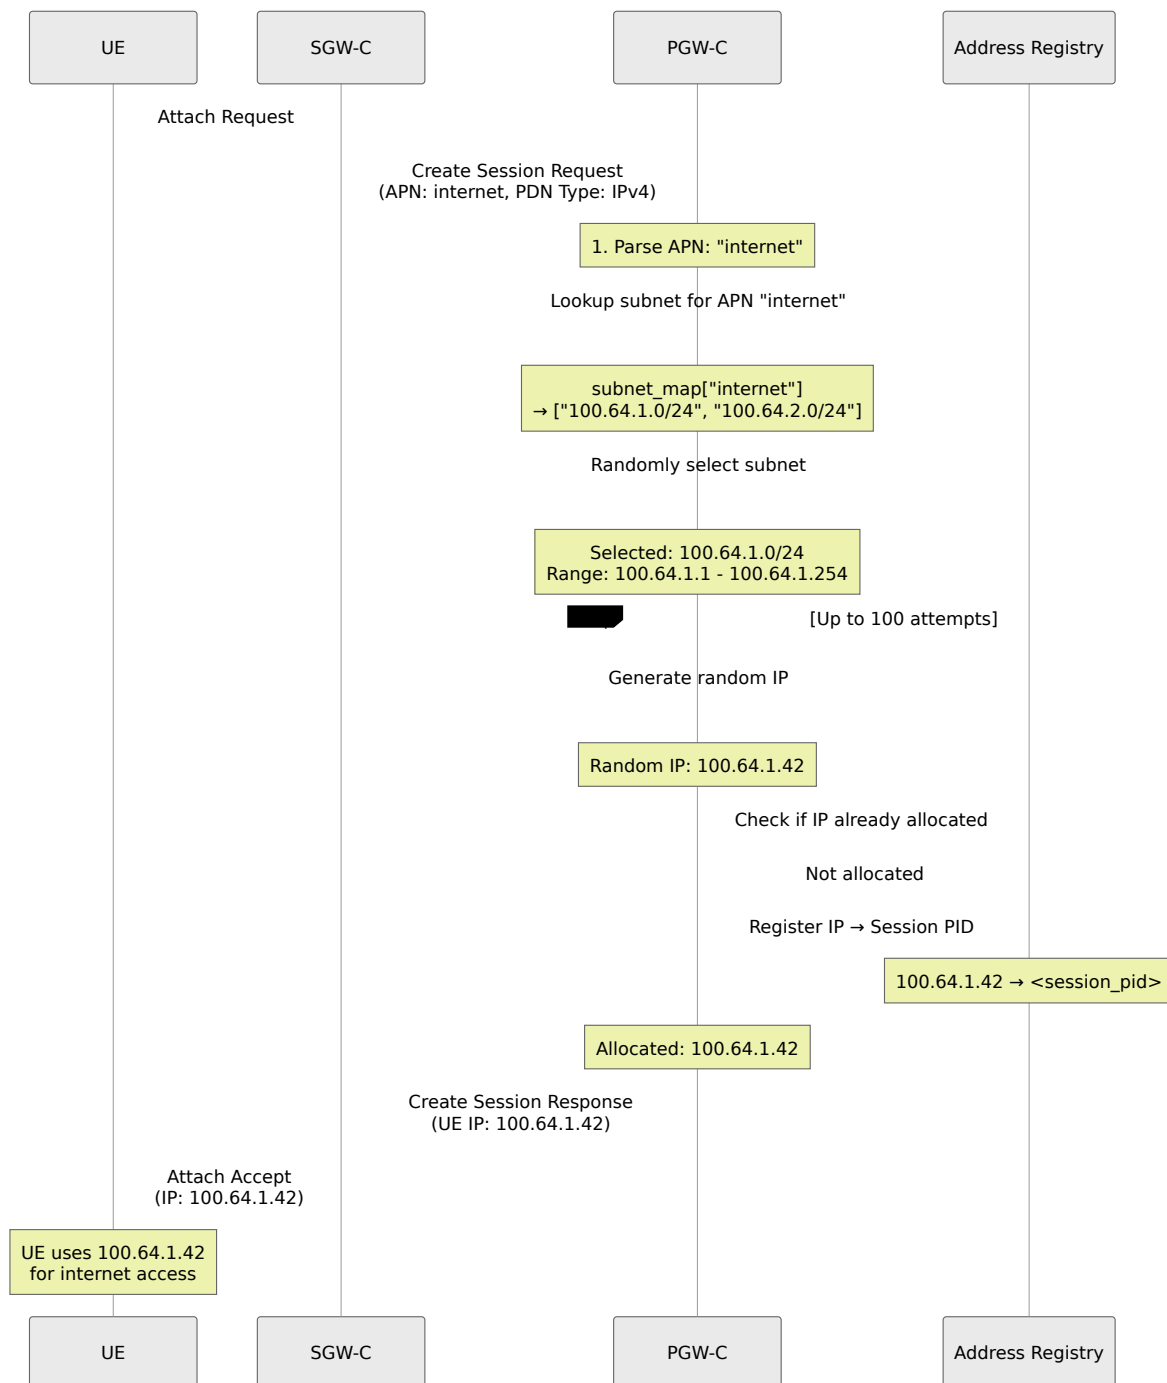 UE
SGW-C
PGW-C
Address Registry
Attach Request
Create Session Request
(APN: internet, PDN Type: IPv4)
1. Parse APN: "internet"
Lookup subnet for APN "internet"
subnet_map["internet"]
→ ["100.64.1.0/24", "100.64.2.0/24"]
Randomly select subnet
Selected: 100.64.1.0/24
Range: 100.64.1.1 - 100.64.1.254
[Up to 100 attempts]
Generate random IP
Random IP: 100.64.1.42
Check if IP already allocated
Not allocated
Register IP → Session PID
100.64.1.42 → <session_pid>
Allocated: 100.64.1.42
Create Session Response
(UE IP: 100.64.1.42)
Attach Accept
(IP: 100.64.1.42)
UE uses 100.64.1.42
for internet access
UE
SGW-C
PGW-C
Address Registry